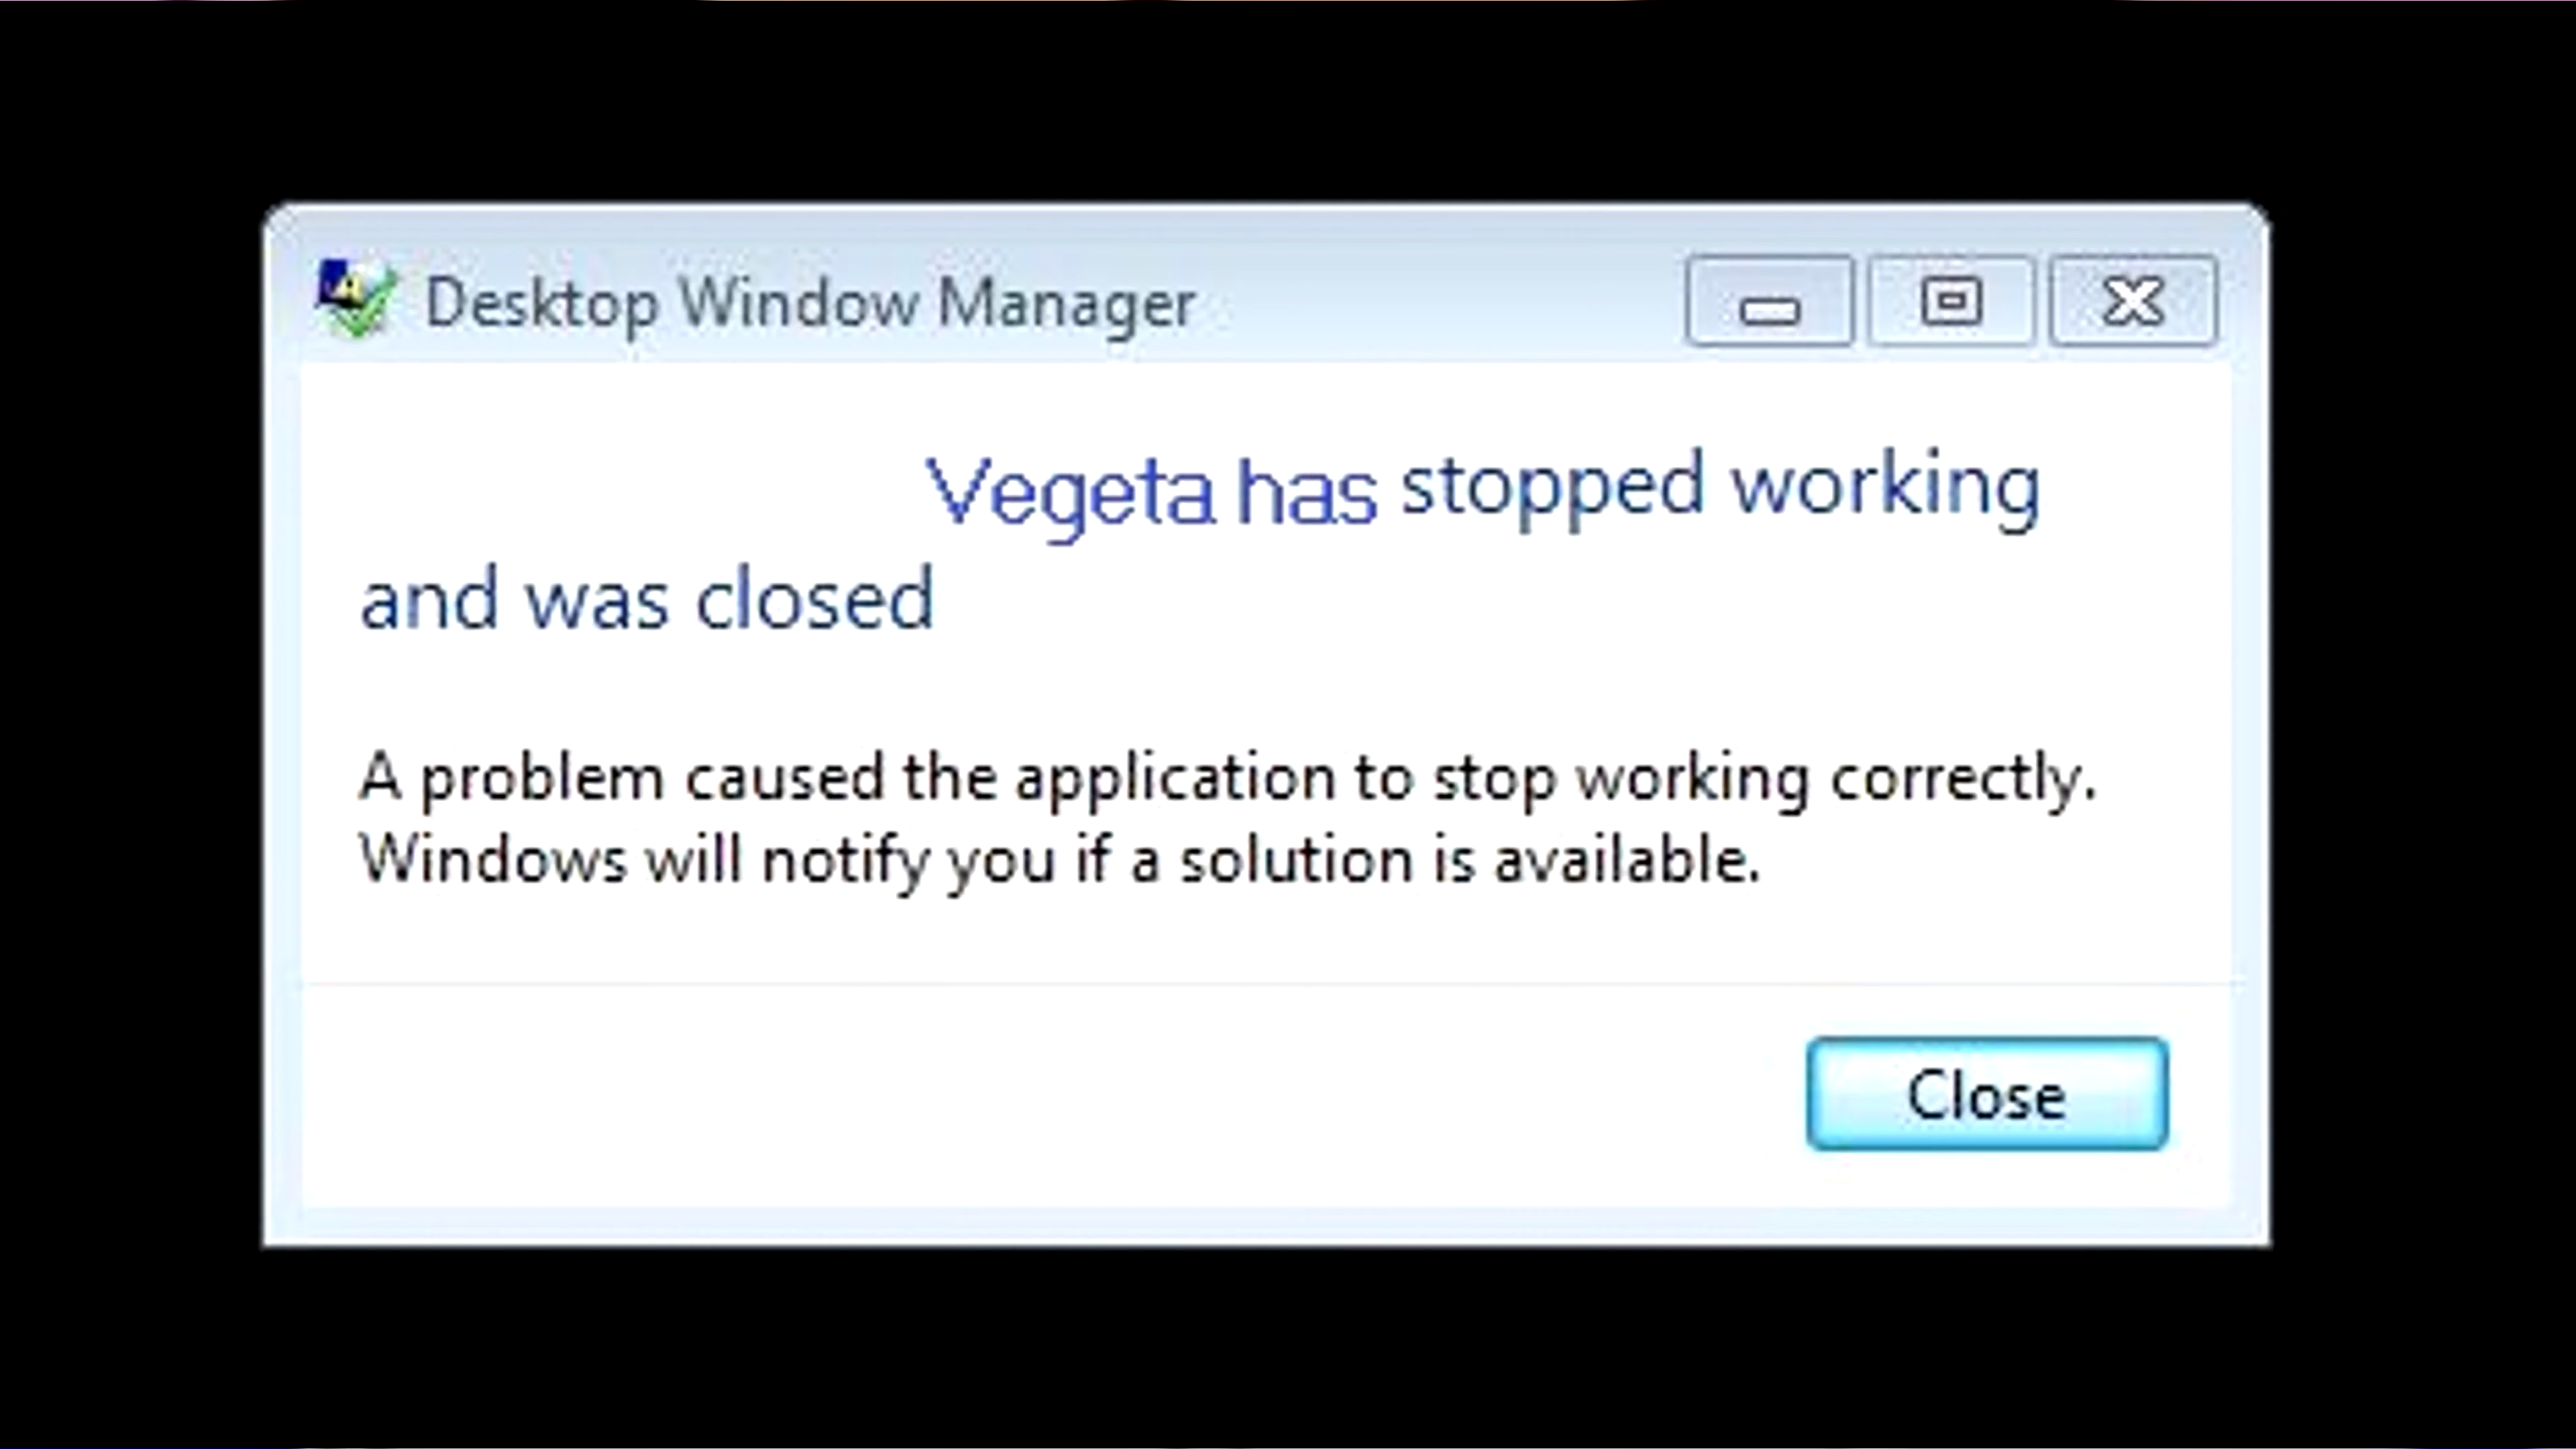 Desktop Window Manager
Vegeta has stopped working
and was closed
A problem caused the application to stop working correctly.
Windows will notify you if a solution is available.
Close